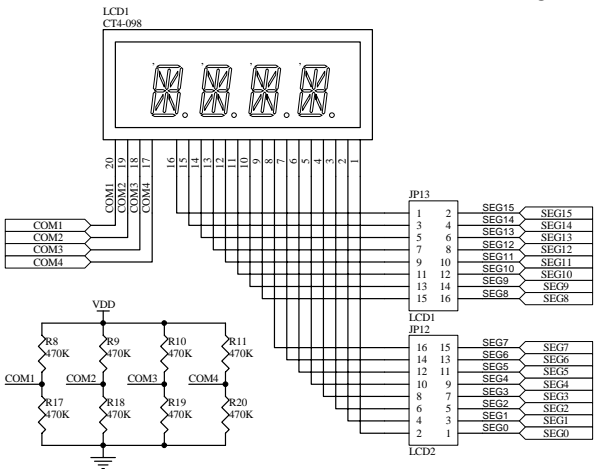 LCD1
CT4-098
20 19 18 17 16 15 14 13 12 11 10 9 8 7 6 5 4 3 2 1
COM1 COM2 COM3 COM4
COM1
COM2
COM3
COM4
JP13
1 2 SEG15 SEG15
3 4 SEG14 SEG14
5 6 SEG13 SEG13
7 8 SEG12 SEG12
9 10 SEG11 SEG11
11 12 SEG10 SEG10
13 14 SEG9 SEG9
15 16 SEG8 SEG8
LCD1
JP12
16 15 SEG7 SEG7
14 13 SEG6 SEG6
12 11 SEG5 SEG5
10 9 SEG4 SEG4
8 7 SEG3 SEG3
6 5 SEG2 SEG2
4 3 SEG1 SEG1
2 1 SEG0 SEG0
LCD2
VDD
R8 R9 R10 R11
470K 470K 470K 470K
COM1 COM2 COM3 COM4
R17 R18 R19 R20
470K 470K 470K 470K